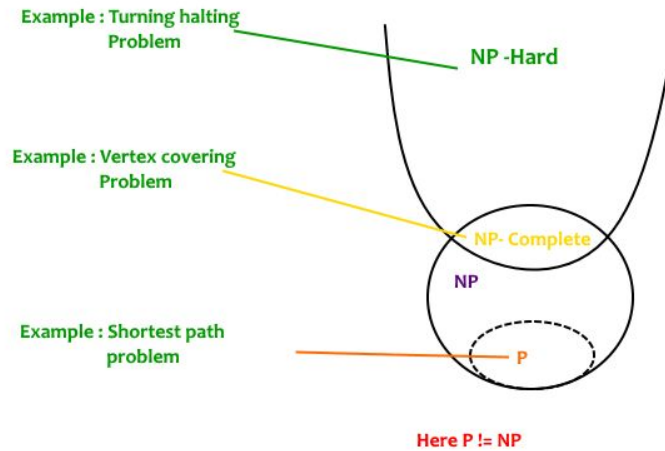 Example : Turning halting
Problem
NP -Hard
Example : Vertex covering
Problem
NP- Complete
NP
Example : Shortest path
problem
P
Here P != NP